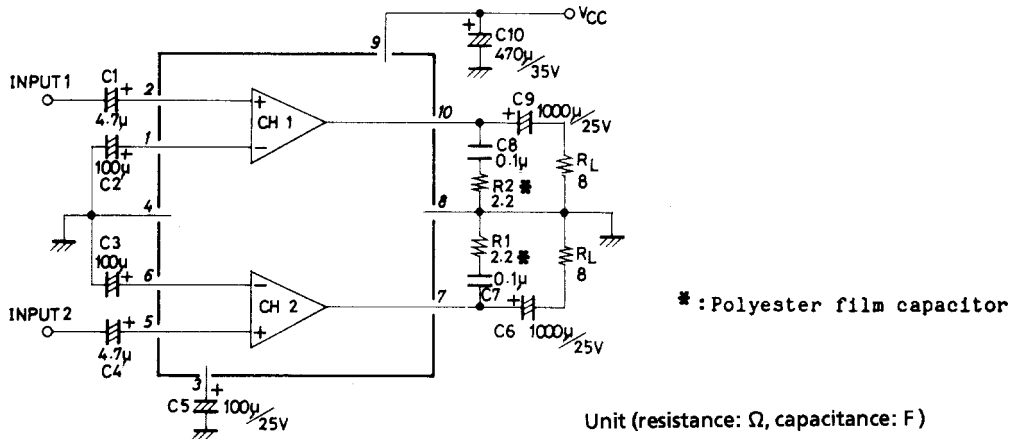 VCC
9
+
C10
470μ/35V
INPUT 1
C1
+
2
4.7μ
+
CH 1
−
1
+
100μ
C2
10
C9
+
1000μ/25V
C8
0.1μ
RL
8
R2 *
2.2
4
8
C3
100μ
+
6
R1
2.2 *
RL
8
−
CH 2
+
7
0.1μ
C7
+
C6
1000μ/25V
INPUT 2
+
5
4.7μ
C4
3
+
C5
100μ/25V
* : Polyester film capacitor
Unit (resistance: Ω, capacitance: F)